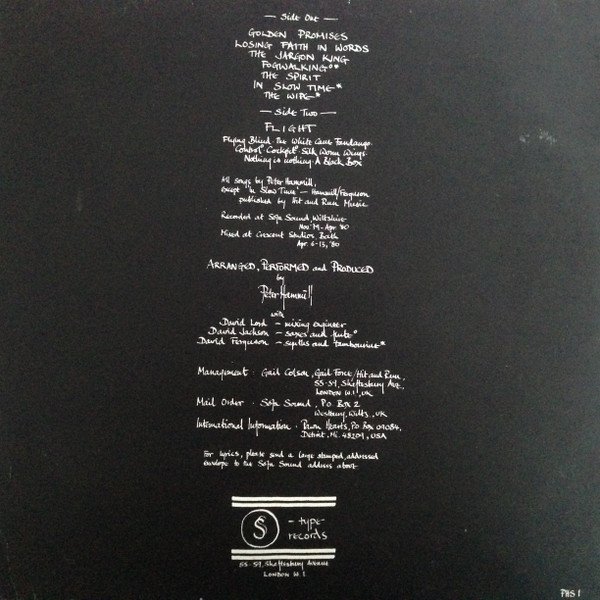 — Side One —
GOLDEN PROMISES
LOSING FAITH IN WORDS
THE JARGON KING
FOGWALKING°*
THE SPIRIT
IN SLOW TIME*
THE WIPE*
— Side Two —
FLIGHT
Flying Blind · The White Cane Fandango ·
Control · Cockpit · Silk Worm Wings ·
Nothing is nothing · A Black Box
All songs by Peter Hammill,
except 'In Slow Time' — Hammill/Ferguson
published by Hit and Run Music
Recorded at Sofa Sound, Wiltshire
Nov '79 - Apr. '80
Mixed at Crescent Studios, Bath
Apr. 6-13, '80
ARRANGED, PERFORMED and PRODUCED
by
Peter Hammill
with
David Lord — mixing engineer
David Jackson — saxes and flute°
David Ferguson — synths and tambourine*
Management · Gail Colson, Gail Force/Hit and Run,
55-59, Shaftesbury Ave,
LONDON W.1, UK
Mail Order · Sofa Sound, P.O. Box 2
Westbury, Wilts, UK
International Information · Pawn Hearts, P.O Box 07084,
Detroit, Mi. 48207, USA
For lyrics, please send a large stamped, addressed
envelope to the Sofa Sound address above
S — type
records
55-59, Shaftesbury Avenue
LONDON W.1
PHS 1